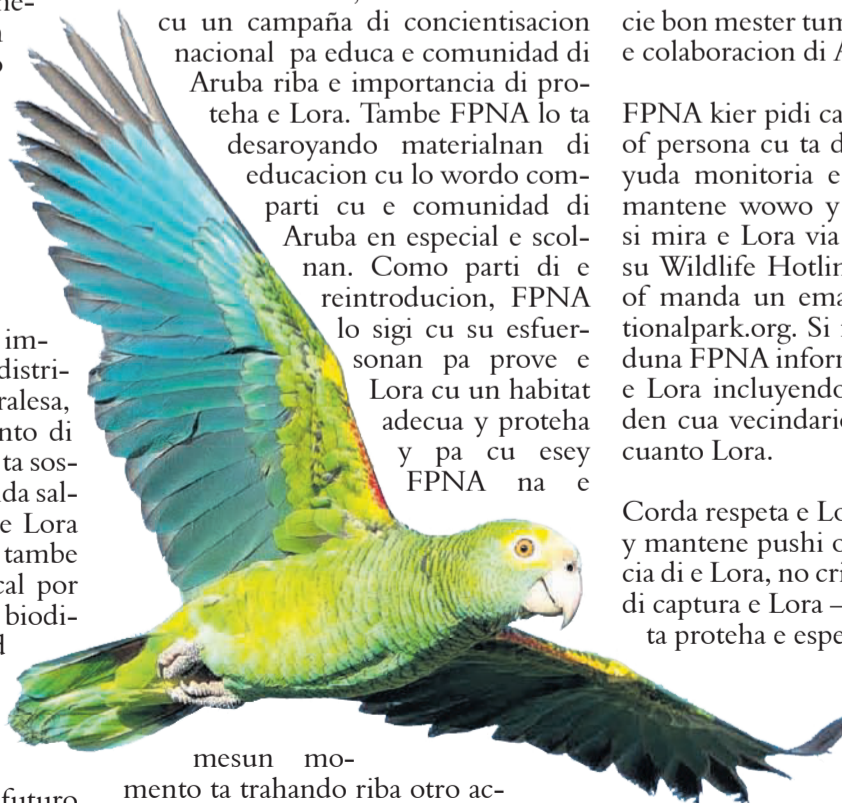 im-
distri-
ralesa,
nto di
ta sos-
da sal-
e Lora
tambe
cal por
biodi-
d
futuro
cu un campaña di concientisacion
nacional pa educa e comunidad di
Aruba riba e importancia di pro-
teha e Lora. Tambe FPNA lo ta
desaroyando materialnan di
educacion cu lo wordo com-
parti cu e comunidad di
Aruba en especial e scol-
nan. Como parti di e
reintroducion, FPNA
lo sigi cu su esfuer-
sonan pa prove e
Lora cu un habitat
adecua y proteha
y pa cu esey
FPNA na e
mesun mo-
mento ta trahando riba otro ac-
cie bon mester tum
e colaboracion di A
FPNA kier pidi ca
of persona cu ta d
yuda monitoria e
mantene wowo y
si mira e Lora via
su Wildlife Hotlin
of manda un ema
tionalpark.org. Si
duna FPNA inforr
e Lora incluyendo
den cua vecindario
cuanto Lora.
Corda respeta e Lo
y mantene pushi o
cia di e Lora, no cri
di captura e Lora –
ta proteha e espe